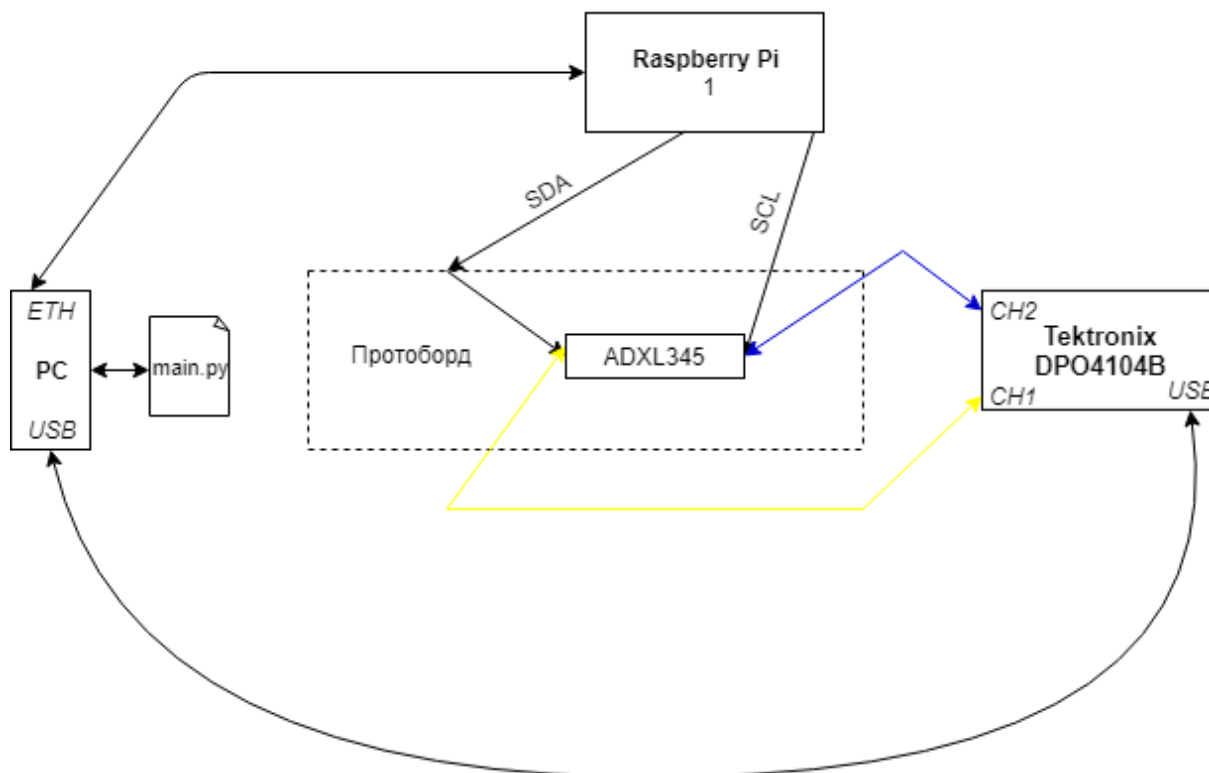 Raspberry Pi
1
SDA
SCL
ETH
PC
USB
main.py
Протоборд
ADXL345
CH2
Tektronix
DPO4104B
USB
CH1